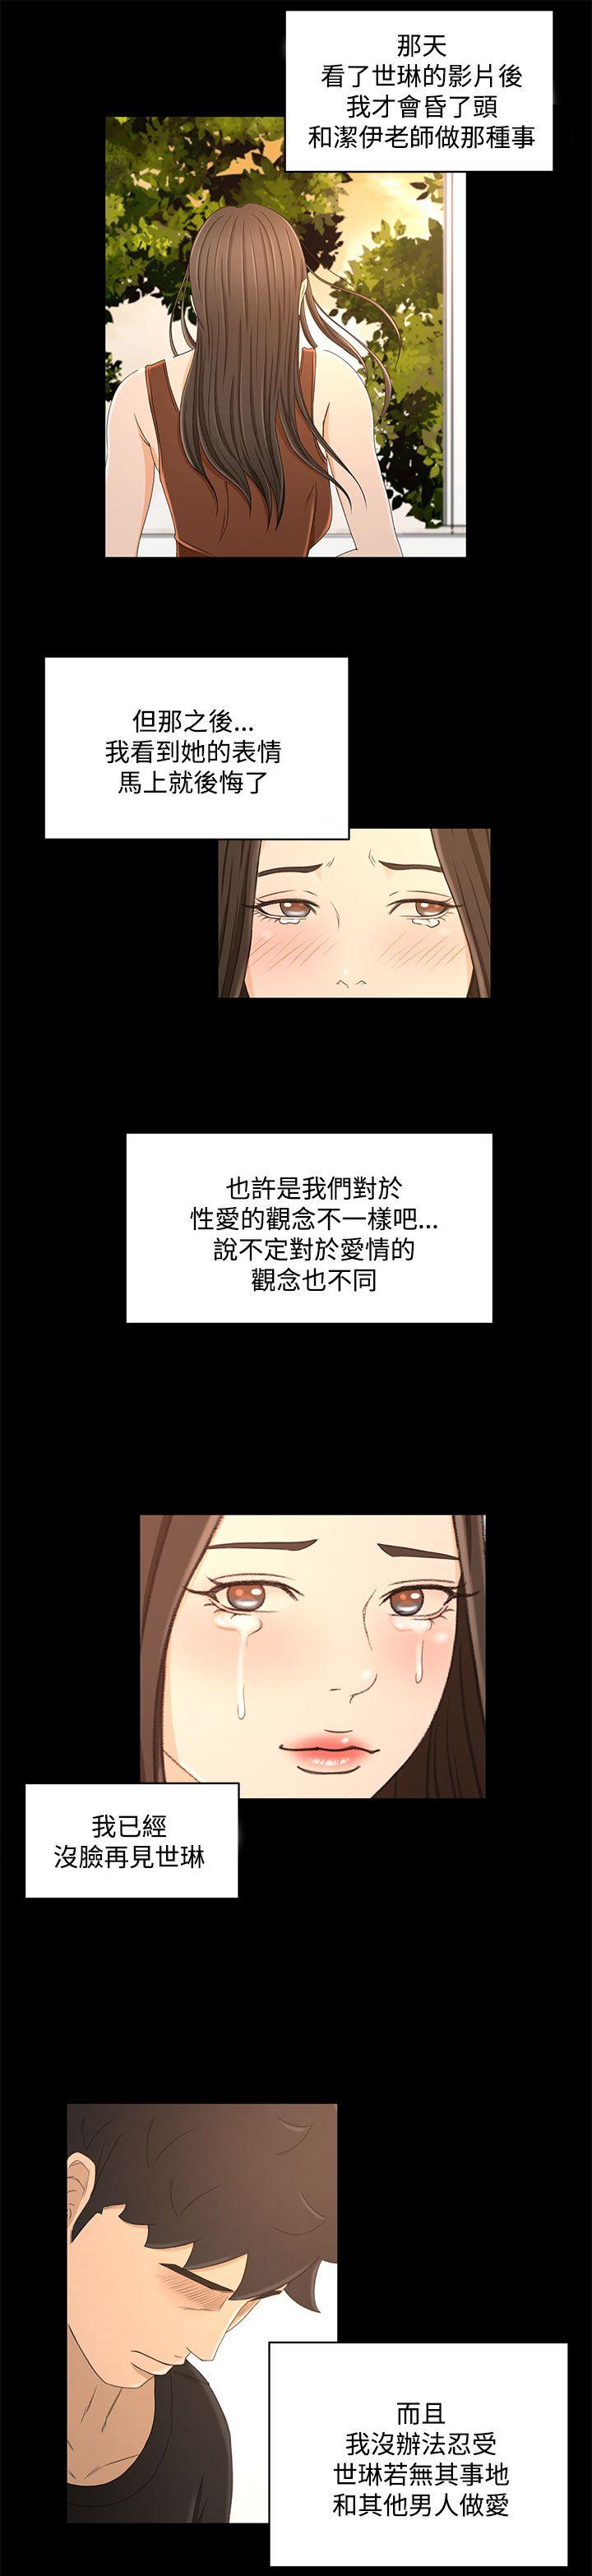 那天
看了世琳的影片後
我才會昏了頭
和潔伊老師做那種事
但那之後...
我看到她的表情
馬上就後悔了
也許是我們對於
性愛的觀念不一樣吧...
說不定對於愛情的
觀念也不同
我已經
沒臉再見世琳
而且
我沒辦法忍受
世琳若無其事地
和其他男人做愛